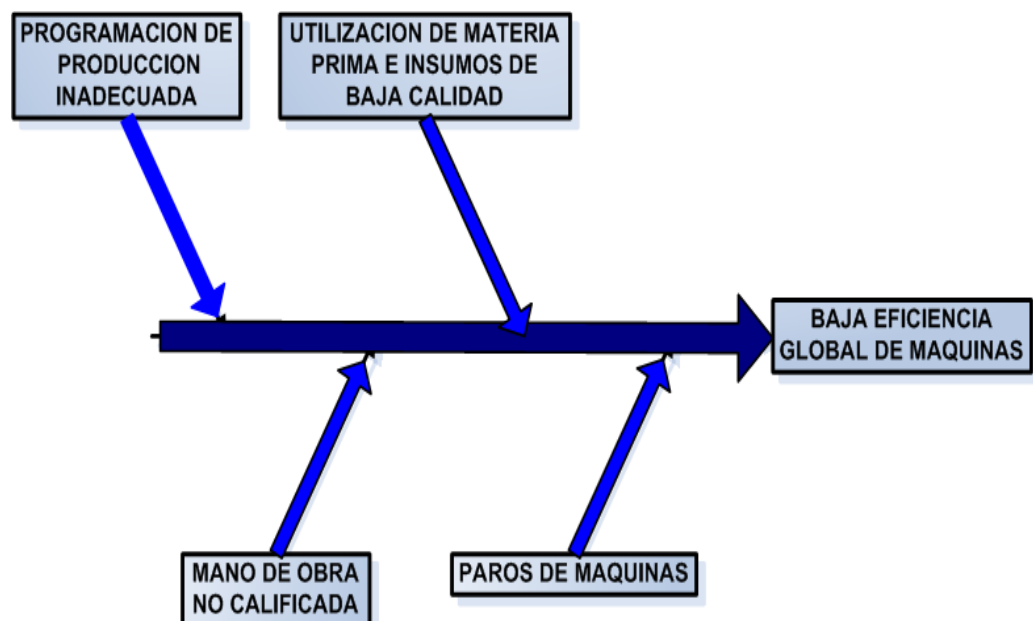 PROGRAMACION DE
PRODUCCION
INADECUADA
UTILIZACION DE MATERIA
PRIMA E INSUMOS DE
BAJA CALIDAD
BAJA EFICIENCIA
GLOBAL DE MAQUINAS
MANO DE OBRA
NO CALIFICADA
PAROS DE MAQUINAS